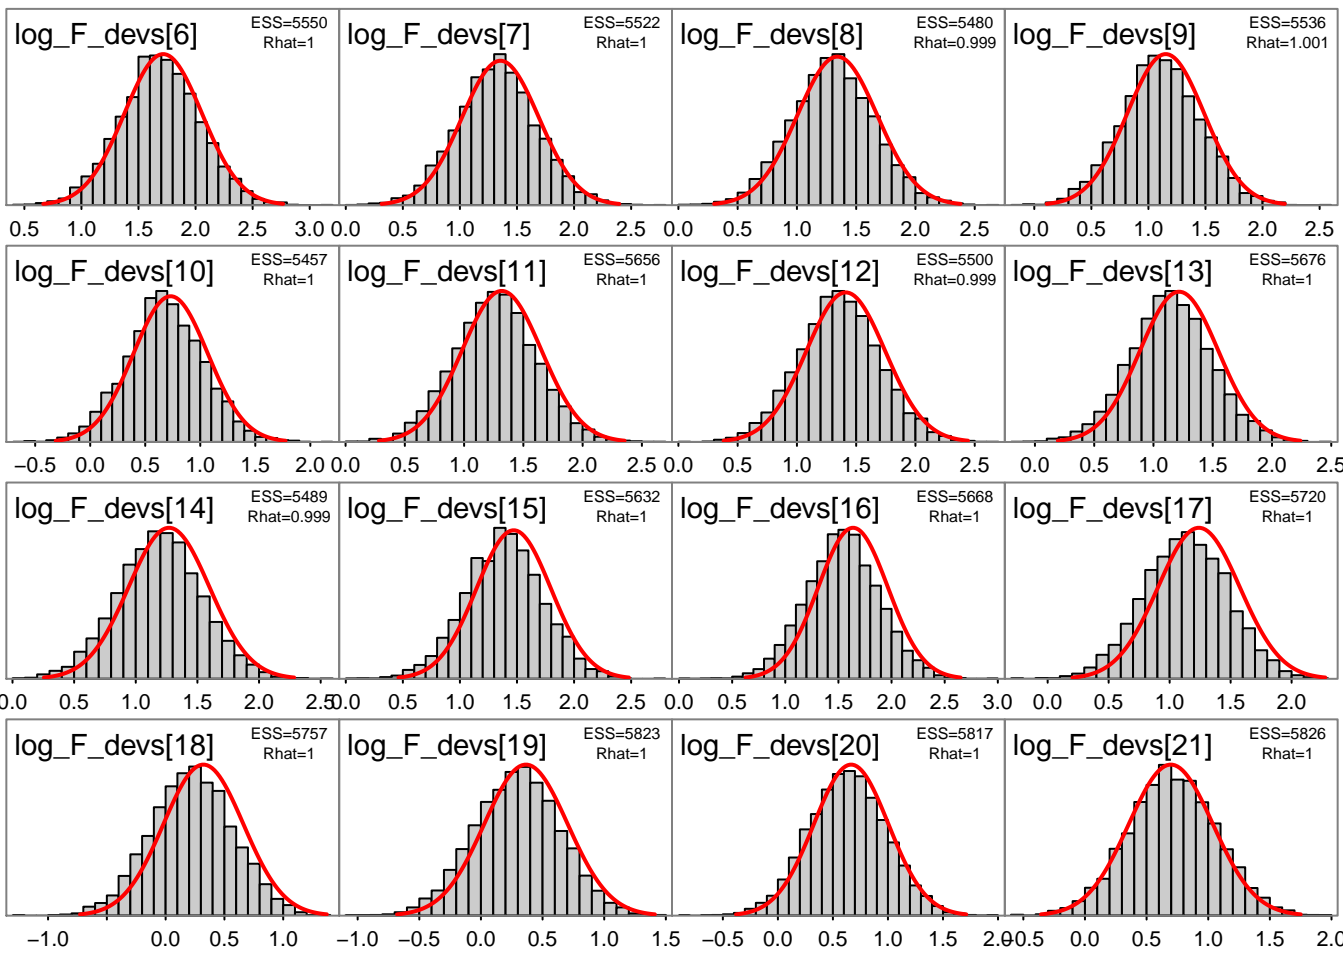 log_F_devs[6] ESS=5550
Rhat=1
log_F_devs[7] ESS=5522
Rhat=1
log_F_devs[8] ESS=5480
Rhat=0.999
log_F_devs[9] ESS=5536
Rhat=1.001
0.5 1.0 1.5 2.0 2.5 3.0
0.0 0.5 1.0 1.5 2.0 2.5
0.0 0.5 1.0 1.5 2.0 2.5
0.0 0.5 1.0 1.5 2.0 2.5
log_F_devs[10] ESS=5457
Rhat=1
log_F_devs[11] ESS=5656
Rhat=1
log_F_devs[12] ESS=5500
Rhat=0.999
log_F_devs[13] ESS=5676
Rhat=1
−0.5 0.0 0.5 1.0 1.5 2.0
0.0 0.5 1.0 1.5 2.0 2.5
0.0 0.5 1.0 1.5 2.0 2.5
0.0 0.5 1.0 1.5 2.0 2.5
log_F_devs[14] ESS=5489
Rhat=0.999
log_F_devs[15] ESS=5632
Rhat=1
log_F_devs[16] ESS=5668
Rhat=1
log_F_devs[17] ESS=5720
Rhat=1
0.0 0.5 1.0 1.5 2.0 2.5
0.0 0.5 1.0 1.5 2.0 2.5
0.0 0.5 1.0 1.5 2.0 2.5 3.0
0.0 0.5 1.0 1.5 2.0
log_F_devs[18] ESS=5757
Rhat=1
log_F_devs[19] ESS=5823
Rhat=1
log_F_devs[20] ESS=5817
Rhat=1
log_F_devs[21] ESS=5826
Rhat=1
−1.0 0.0 0.5 1.0
−1.0 −0.5 0.0 0.5 1.0 1.5
−0.5 0.0 0.5 1.0 1.5 2.0
−0.5 0.0 0.5 1.0 1.5 2.0